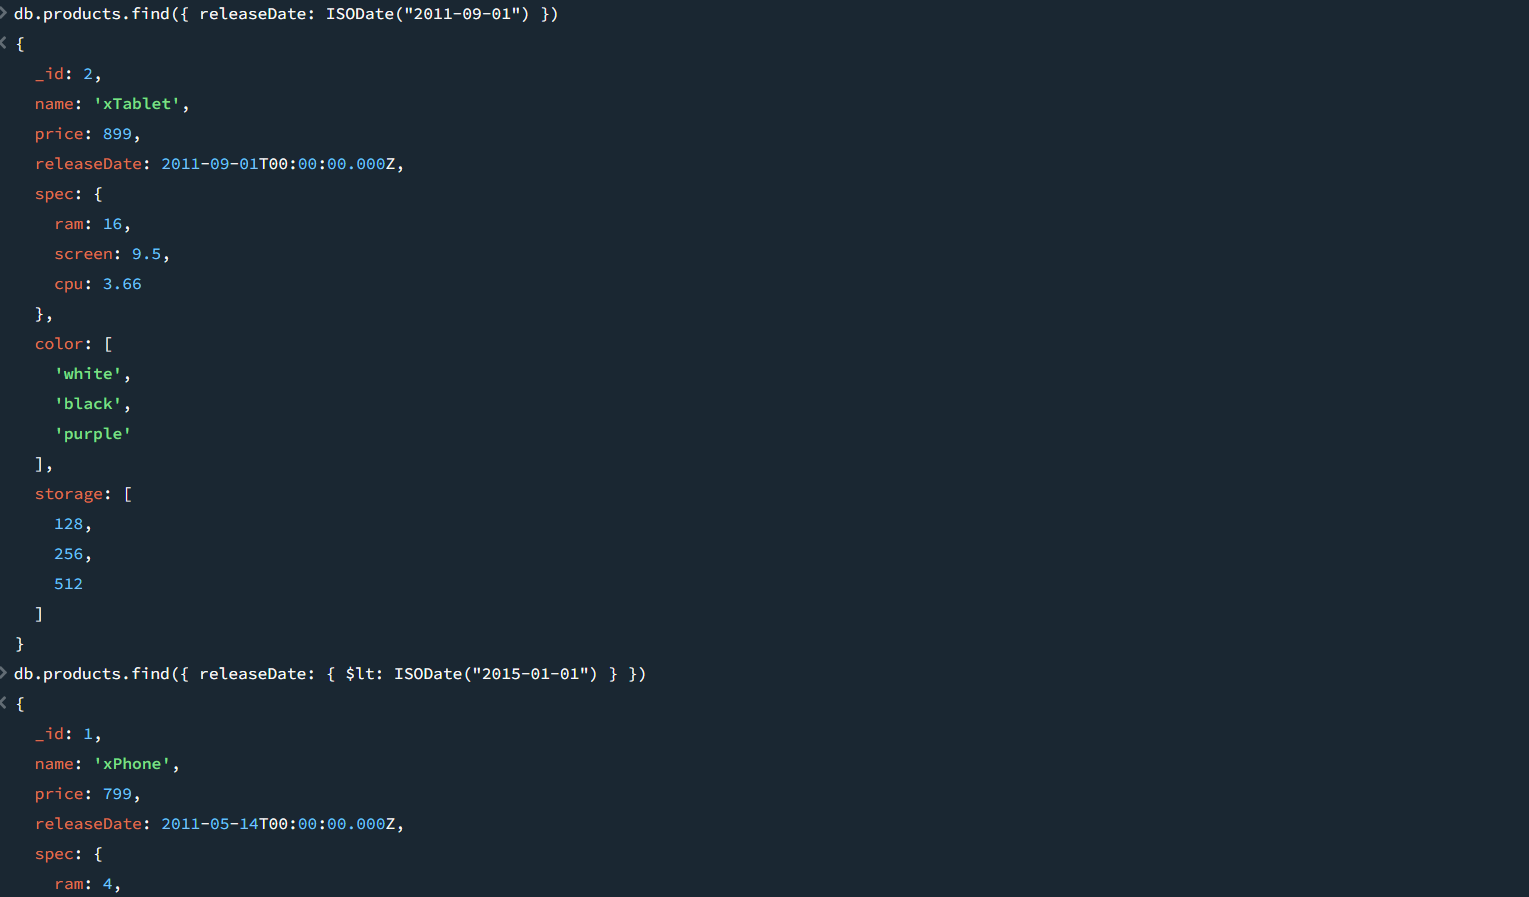 db.products.find({ releaseDate: ISODate("2011-09-01") })
{
  _id: 2,
  name: 'xTablet',
  price: 899,
  releaseDate: 2011-09-01T00:00:00.000Z,
  spec: {
    ram: 16,
    screen: 9.5,
    cpu: 3.66
  },
  color: [
    'white',
    'black',
    'purple'
  ],
  storage: [
    128,
    256,
    512
  ]
}
db.products.find({ releaseDate: { $lt: ISODate("2015-01-01") } })
{
  _id: 1,
  name: 'xPhone',
  price: 799,
  releaseDate: 2011-05-14T00:00:00.000Z,
  spec: {
    ram: 4,